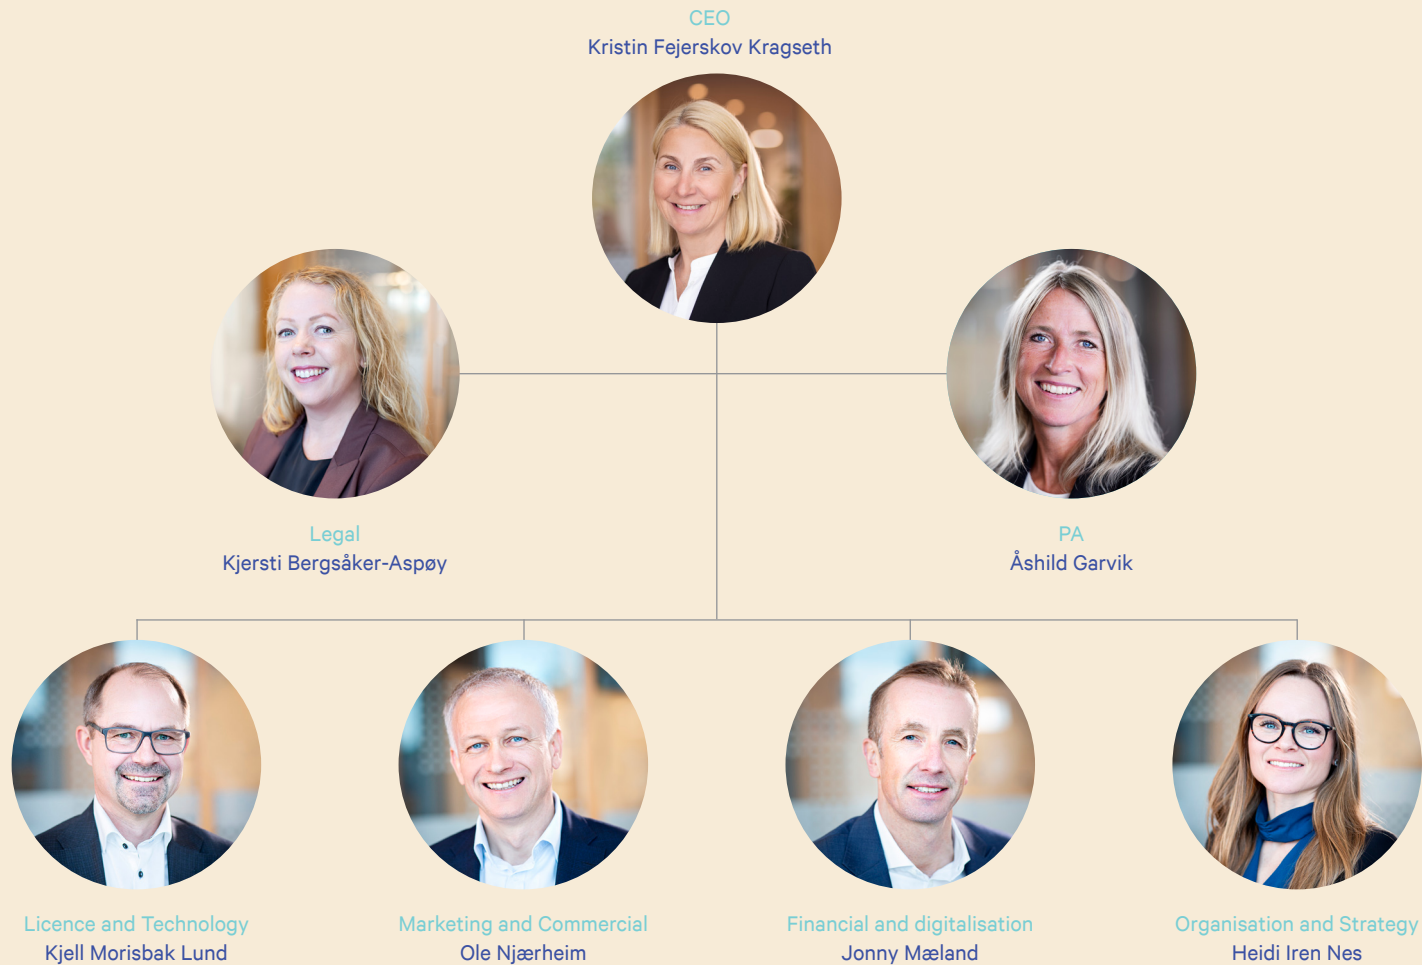 CEO
Kristin Fejerskov Kragseth
Legal
Kjersti Bergsåker-Aspøy
PA
Åshild Garvik
Licence and Technology
Kjell Morisbak Lund
Marketing and Commercial
Ole Njærheim
Financial and digitalisation
Jonny Mæland
Organisation and Strategy
Heidi Iren Nes